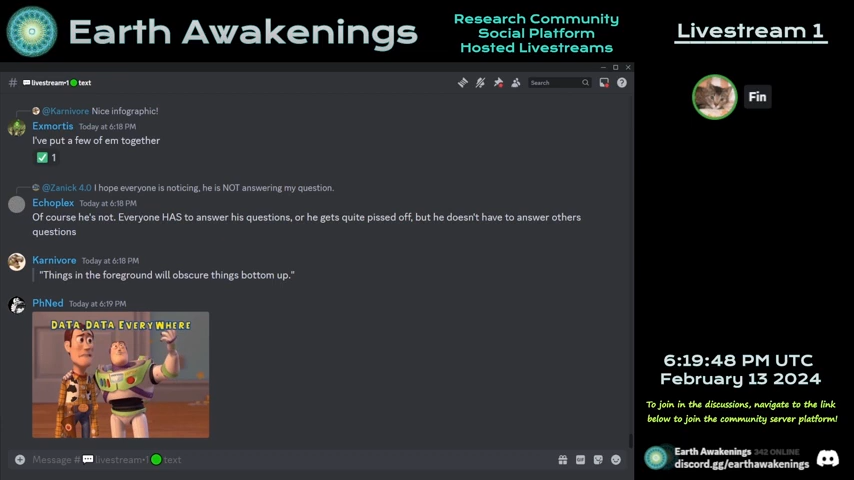 Earth Awakenings
Research Community
Social Platform
Hosted Livestreams
Livestream 1
# livestream-1 text
Search
@Karnivore Nice infographic!
Exmortis Today at 6:18 PM
I've put a few of em together
1
@Zanick 4.0 I hope everyone is noticing, he is NOT answering my question.
Echoplex Today at 6:18 PM
Of course he's not. Everyone HAS to answer his questions, or he gets quite pissed off, but he doesn't have to answer others
questions
Karnivore Today at 6:18 PM
"Things in the foreground will obscure things bottom up."
PhNed Today at 6:19 PM
DATA DATA EVERYWHERE
Message # livestream-1 text
GIF
Fin
6:19:48 PM UTC
February 13 2024
To join in the discussions, navigate to the link
below to join the community server platform!
Earth Awakenings 342 ONLINE
discord.gg/earthawakenings